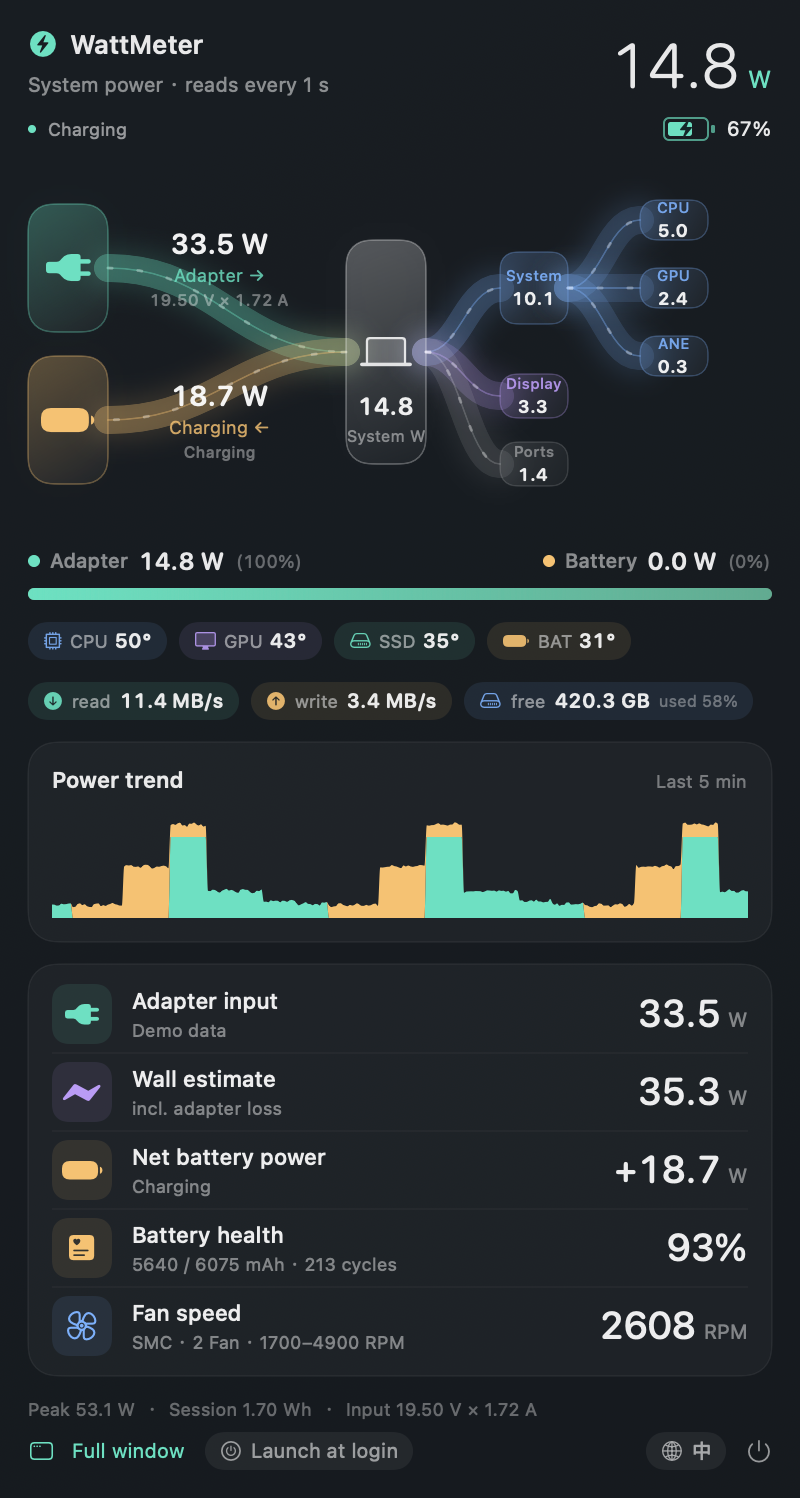 WattMeter
14.8 W
System power · reads every 1 s
Charging
67%
33.5 W
Adapter →
19.50 V × 1.72 A
18.7 W
Charging ←
Charging
14.8
System W
System
10.1
Display
3.3
Ports
1.4
CPU
5.0
GPU
2.4
ANE
0.3
Adapter 14.8 W (100%)
Battery 0.0 W (0%)
CPU 50° GPU 43° SSD 35° BAT 31°
read 11.4 MB/s write 3.4 MB/s free 420.3 GB used 58%
Power trend
Last 5 min
Adapter input
Demo data
33.5 W
Wall estimate
incl. adapter loss
35.3 W
Net battery power
Charging
+18.7 W
Battery health
5640 / 6075 mAh · 213 cycles
93%
Fan speed
SMC · 2 Fan · 1700–4900 RPM
2608 RPM
Peak 53.1 W · Session 1.70 Wh · Input 19.50 V × 1.72 A
Full window Launch at login 中